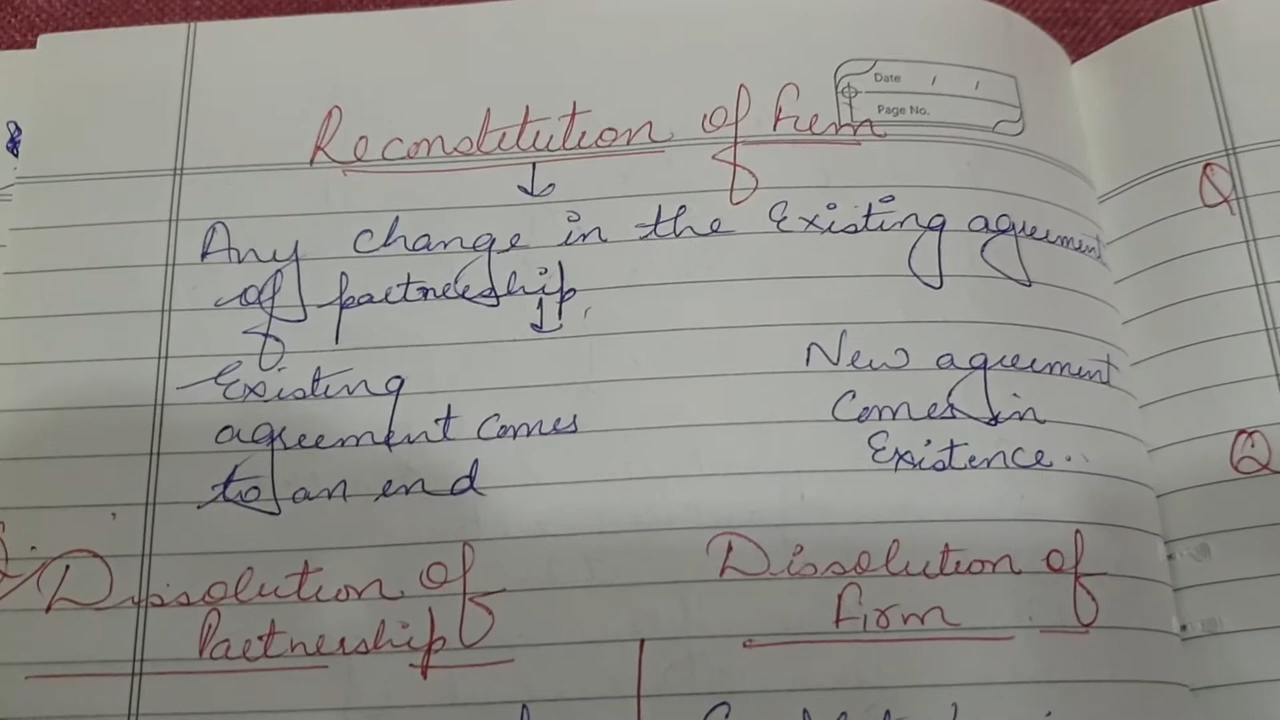 Date / /
Page No.
Reconstitution of firm
Any change in the Existing agreement
of partnership
Existing
agreement comes
to an end
New agreement
Comes in
Existence..
Dissolution of
Partnership
Dissolution of
firm
Q
Q